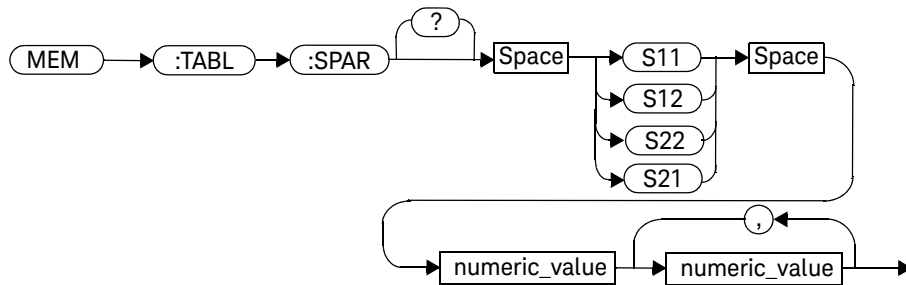 ?
MEM :TABL :SPAR Space S11 Space
S12
S22
S21
,
numeric_value numeric_value